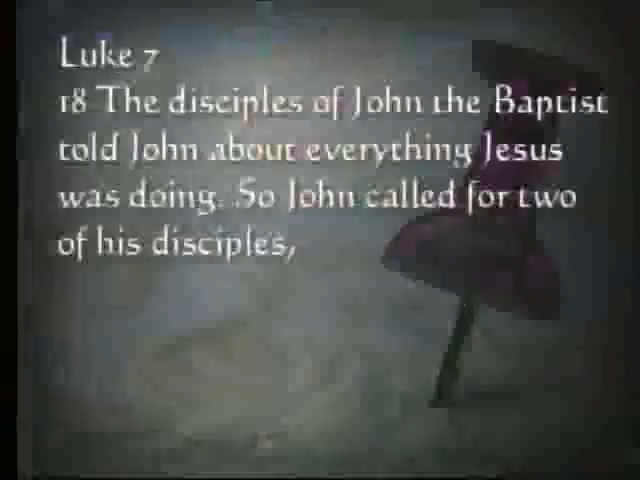 Luke 7
18 The disciples of John the Baptist
told John about everything Jesus
was doing. So John called for two
of his disciples,